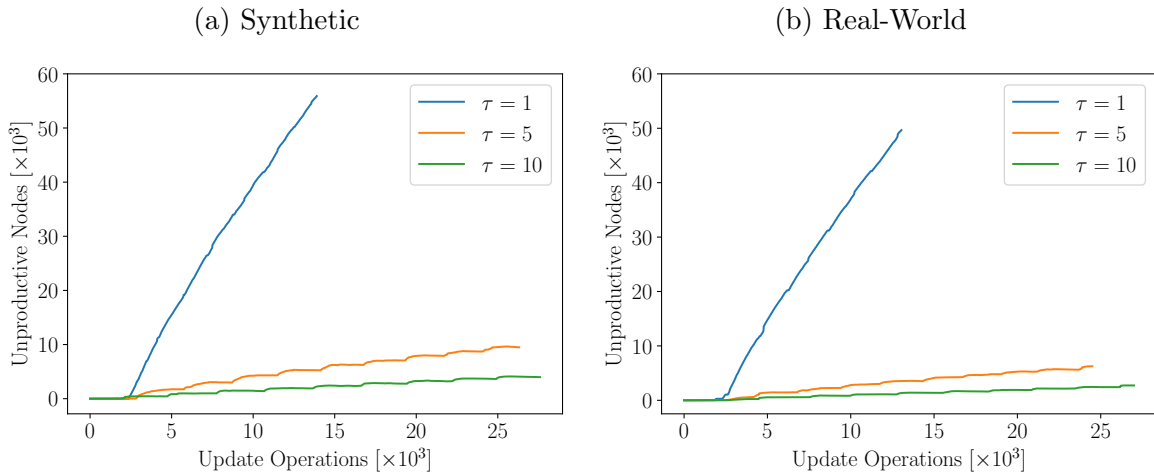 (a) Synthetic
60
50
40
30
20
10
0
Unproductive Nodes [×10³]
τ = 1
τ = 5
τ = 10
0 5 10 15 20 25
Update Operations [×10³]
(b) Real-World
60
50
40
30
20
10
0
Unproductive Nodes [×10³]
τ = 1
τ = 5
τ = 10
0 5 10 15 20 25
Update Operations [×10³]